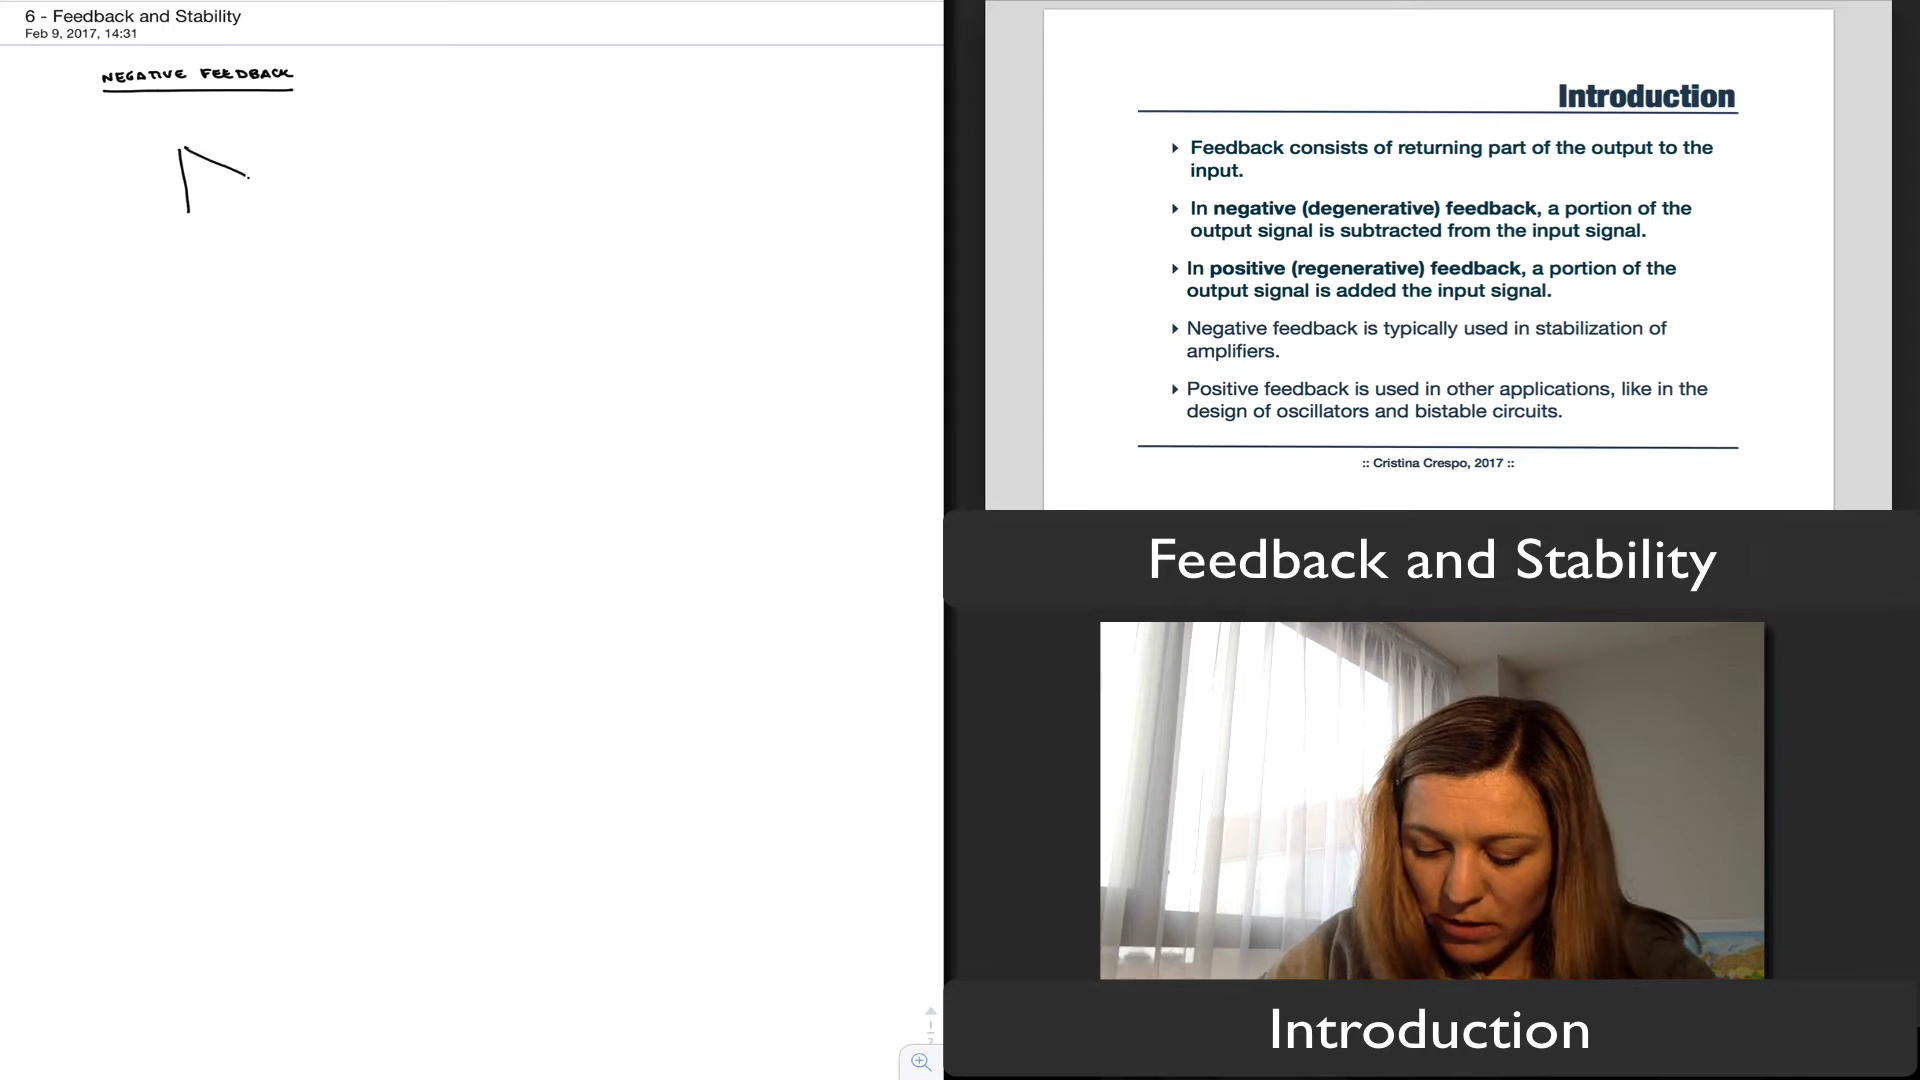 6 - Feedback and Stability
Feb 9, 2017, 14:31
NEGATIVE FEEDBACK
Introduction
Feedback consists of returning part of the output to the
input.
In negative (degenerative) feedback, a portion of the
output signal is subtracted from the input signal.
In positive (regenerative) feedback, a portion of the
output signal is added the input signal.
Negative feedback is typically used in stabilization of
amplifiers.
Positive feedback is used in other applications, like in the
design of oscillators and bistable circuits.
:: Cristina Crespo, 2017 ::
Feedback and Stability
Introduction
1
2